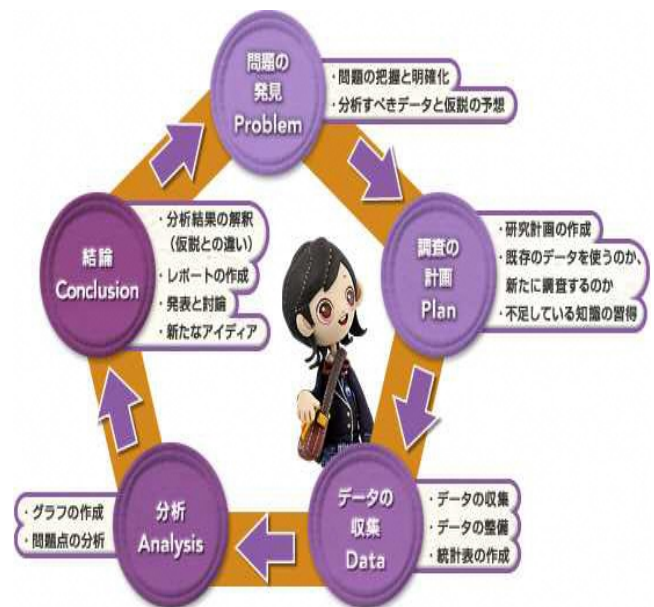 問題の
発見
Problem
・問題の把握と明確化
・分析すべきデータと仮説の予想
調査の
計画
Plan
・研究計画の作成
・既存のデータを使うのか、
新たに調査するのか
・不足している知識の習得
データの
収集
Data
・データの収集
・データの整備
・統計表の作成
分析
Analysis
・グラフの作成
・問題点の分析
結論
Conclusion
・分析結果の解釈
（仮説との違い）
・レポートの作成
・発表と討論
・新たなアイディア